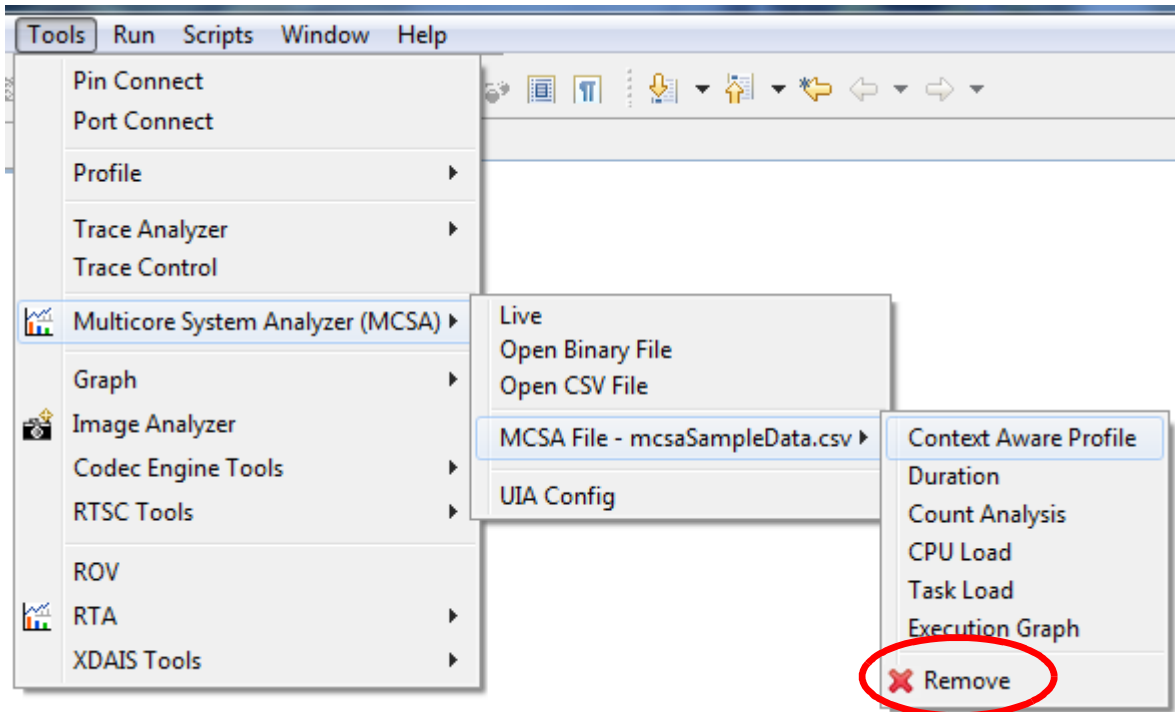 Tools Run Scripts Window Help
Pin Connect
Port Connect
Profile
Trace Analyzer
Trace Control
Multicore System Analyzer (MCSA)
Graph
Image Analyzer
Codec Engine Tools
RTSC Tools
ROV
RTA
XDAIS Tools
Live
Open Binary File
Open CSV File
MCSA File - mcsaSampleData.csv
UIA Config
Context Aware Profile
Duration
Count Analysis
CPU Load
Task Load
Execution Graph
Remove